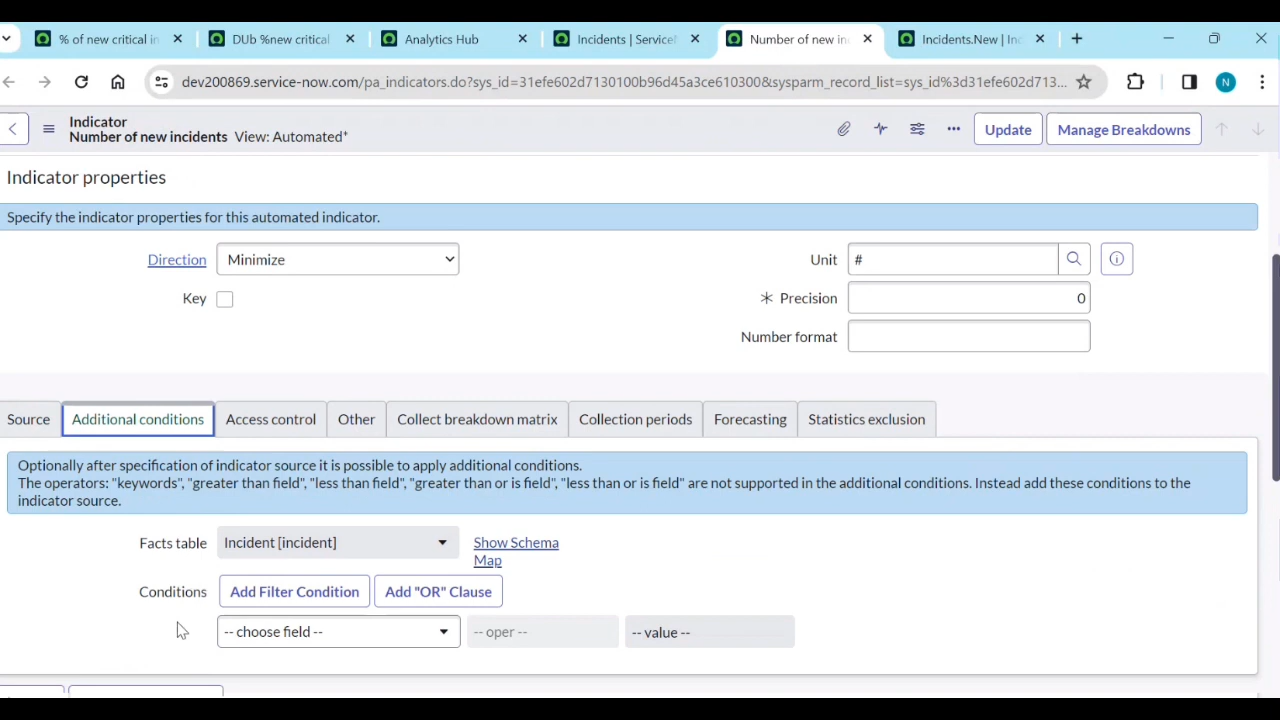 % of new critical in
DUb %new critical
Analytics Hub
Incidents | Service
Number of new in
Incidents.New | Inc
dev200869.service-now.com/pa_indicators.do?sys_id=31efe602d7130100b96d45a3ce610300&sysparm_record_list=sys_id%3d31efe602d713...
N
Indicator
Number of new incidents View: Automated*
Update
Manage Breakdowns
Indicator properties
Specify the indicator properties for this automated indicator.
Direction
Minimize
Unit
#
Key
* Precision
0
Number format
Source
Additional conditions
Access control
Other
Collect breakdown matrix
Collection periods
Forecasting
Statistics exclusion
Optionally after specification of indicator source it is possible to apply additional conditions.
The operators: "keywords", "greater than field", "less than field", "greater than or is field", "less than or is field" are not supported in the additional conditions. Instead add these conditions to the
indicator source.
Facts table
Incident [incident]
Show Schema
Map
Conditions
Add Filter Condition
Add "OR" Clause
-- choose field --
-- oper --
-- value --